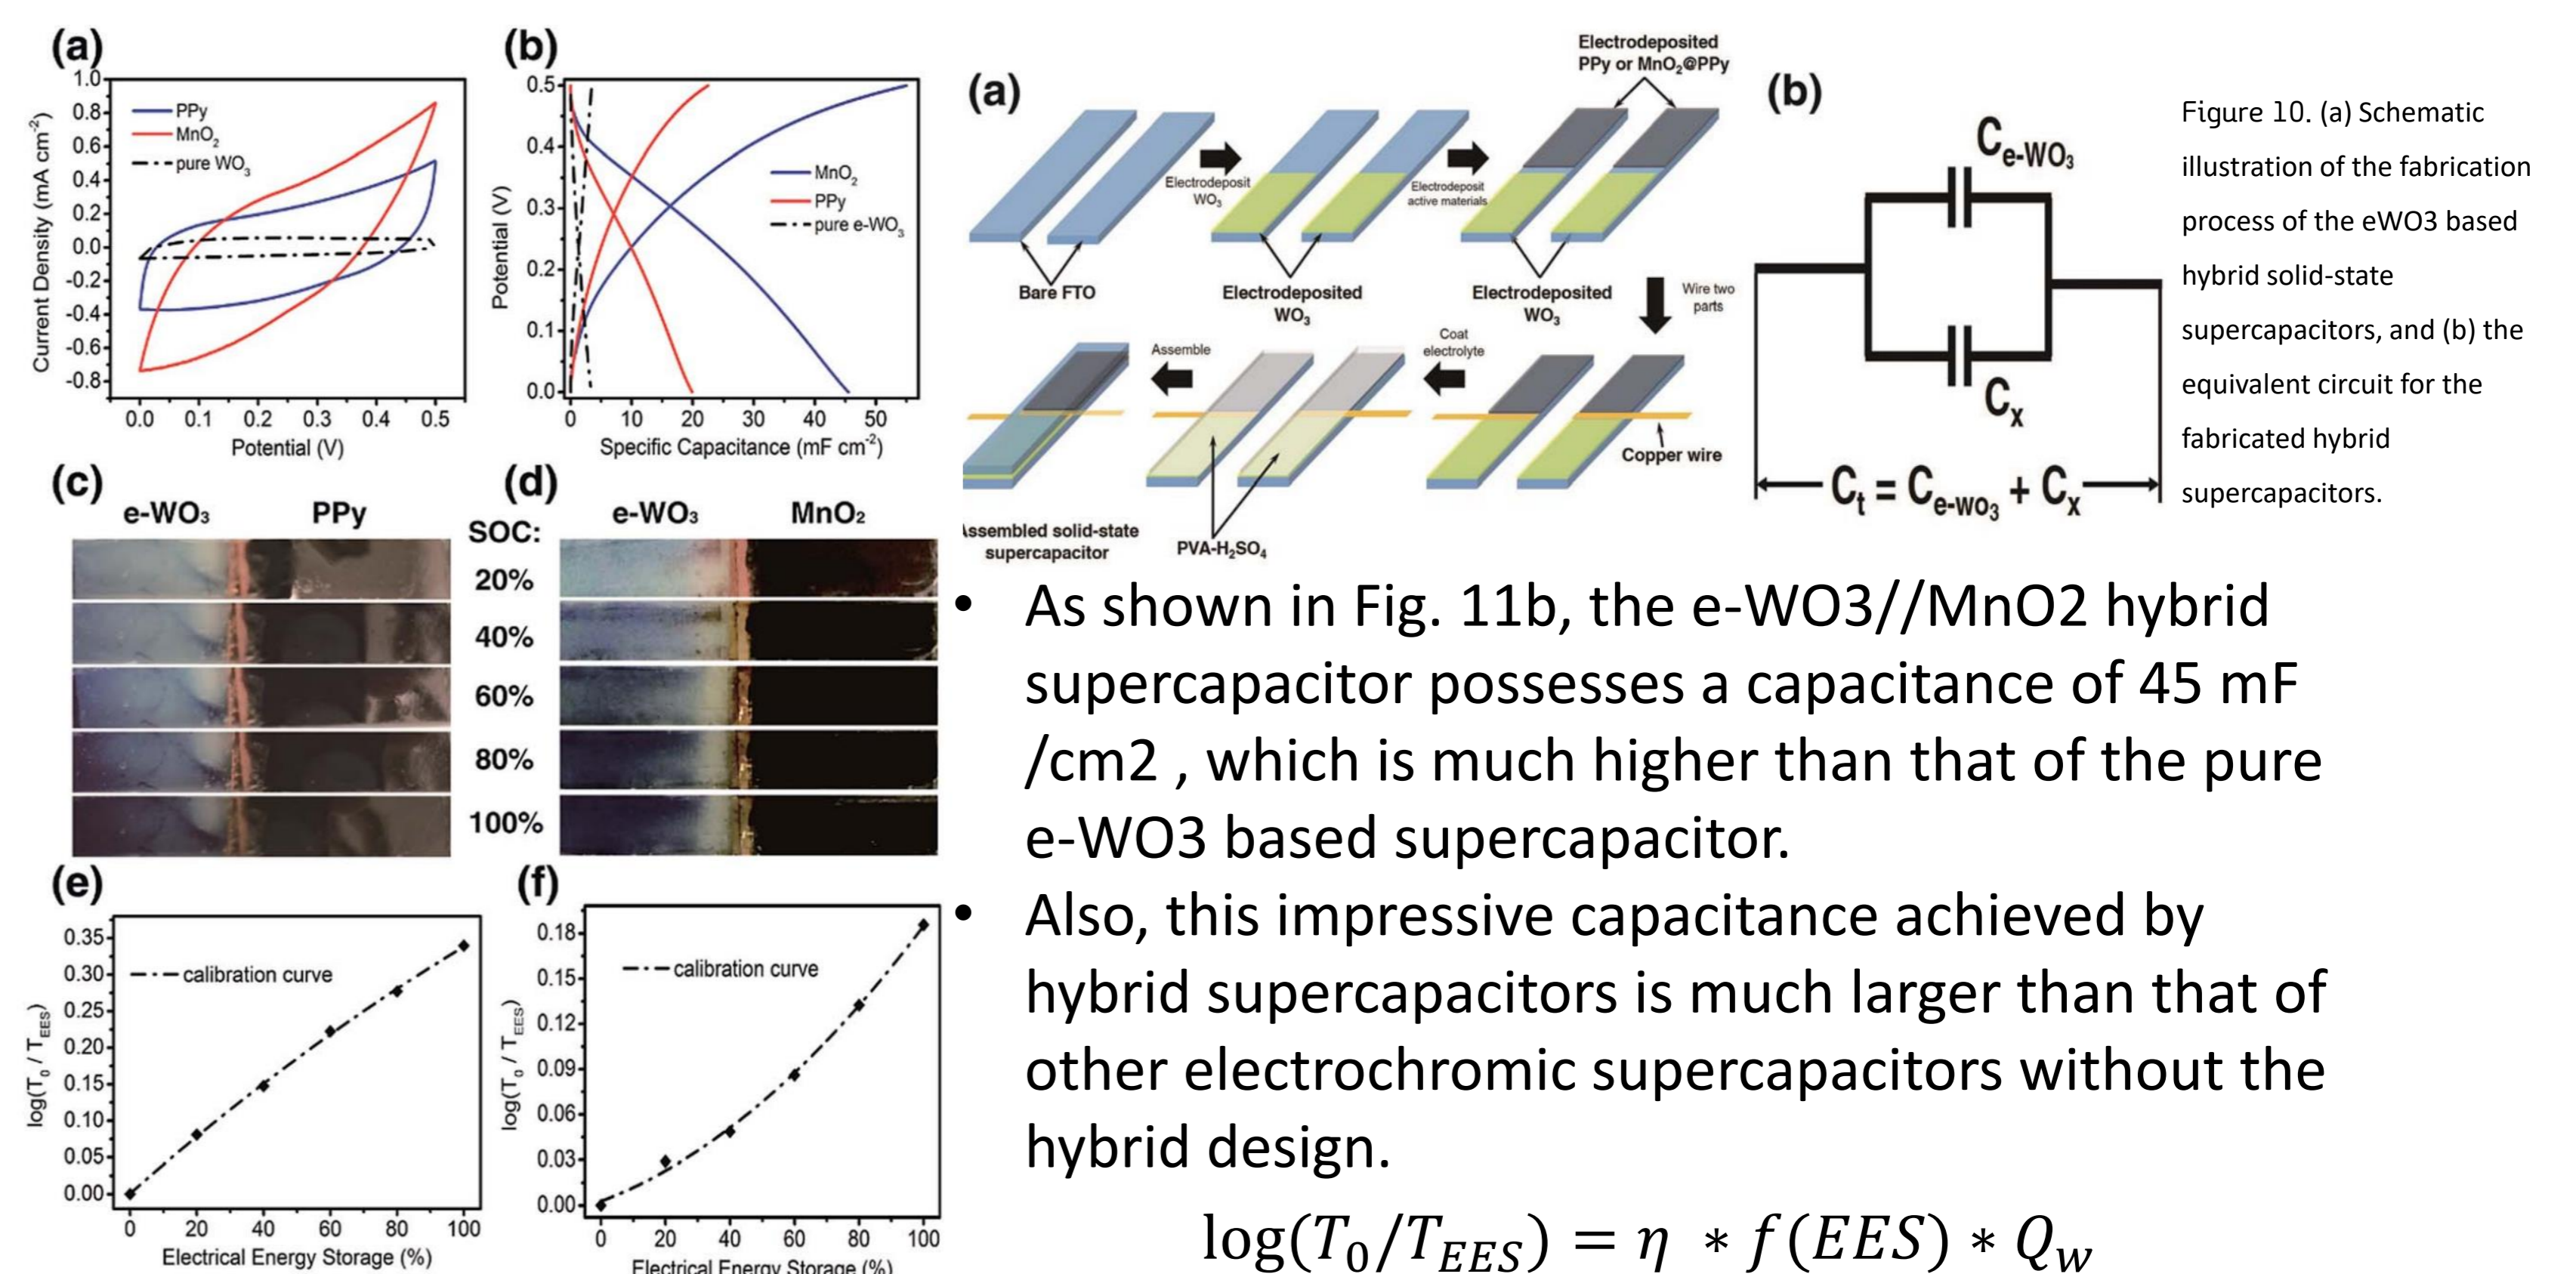 (a)
1.0
0.8
0.6
0.4
0.2
0.0
-0.2
-0.4
-0.6
-0.8
Current Density (mA cm⁻²)
PPy
MnO₂
pure WO₃
0.0 0.1 0.2 0.3 0.4 0.5
Potential (V)
(b)
0.5
0.4
0.3
0.2
0.1
0.0
Potential (V)
MnO₂
PPy
pure e-WO₃
0 10 20 30 40 50
Specific Capacitance (mF cm⁻²)
(c)
e-WO₃ PPy
SOC:
20%
40%
60%
80%
100%
(d)
e-WO₃ MnO₂
(e)
0.35
0.30
0.25
0.20
0.15
0.10
0.05
0.00
log(T₀ / T_EES)
calibration curve
0 20 40 60 80 100
Electrical Energy Storage (%)
(f)
0.18
0.15
0.12
0.09
0.06
0.03
0.00
log(T₀ / T_EES)
calibration curve
0 20 40 60 80 100
Electrical Energy Storage (%)
(a)
Bare FTO
Electrodeposit
WO₃
Electrodeposited
WO₃
Electrodeposit
active materials
Electrodeposited
PPy or MnO₂@PPy
Electrodeposited
WO₃
Wire two
parts
Copper wire
Coat
electrolyte
PVA-H₂SO₄
Assemble
Assembled solid-state
supercapacitor
(b)
C_e-WO₃
Cₓ
Cₜ = C_e-WO₃ + Cₓ
Figure 10. (a) Schematic
illustration of the fabrication
process of the eWO3 based
hybrid solid-state
supercapacitors, and (b) the
equivalent circuit for the
fabricated hybrid
supercapacitors.
• As shown in Fig. 11b, the e-WO3//MnO2 hybrid
supercapacitor possesses a capacitance of 45 mF
/cm2 , which is much higher than that of the pure
e-WO3 based supercapacitor.
• Also, this impressive capacitance achieved by
hybrid supercapacitors is much larger than that of
other electrochromic supercapacitors without the
hybrid design.
log(T₀/T_EES) = η ∗ f(EES) ∗ Q_w